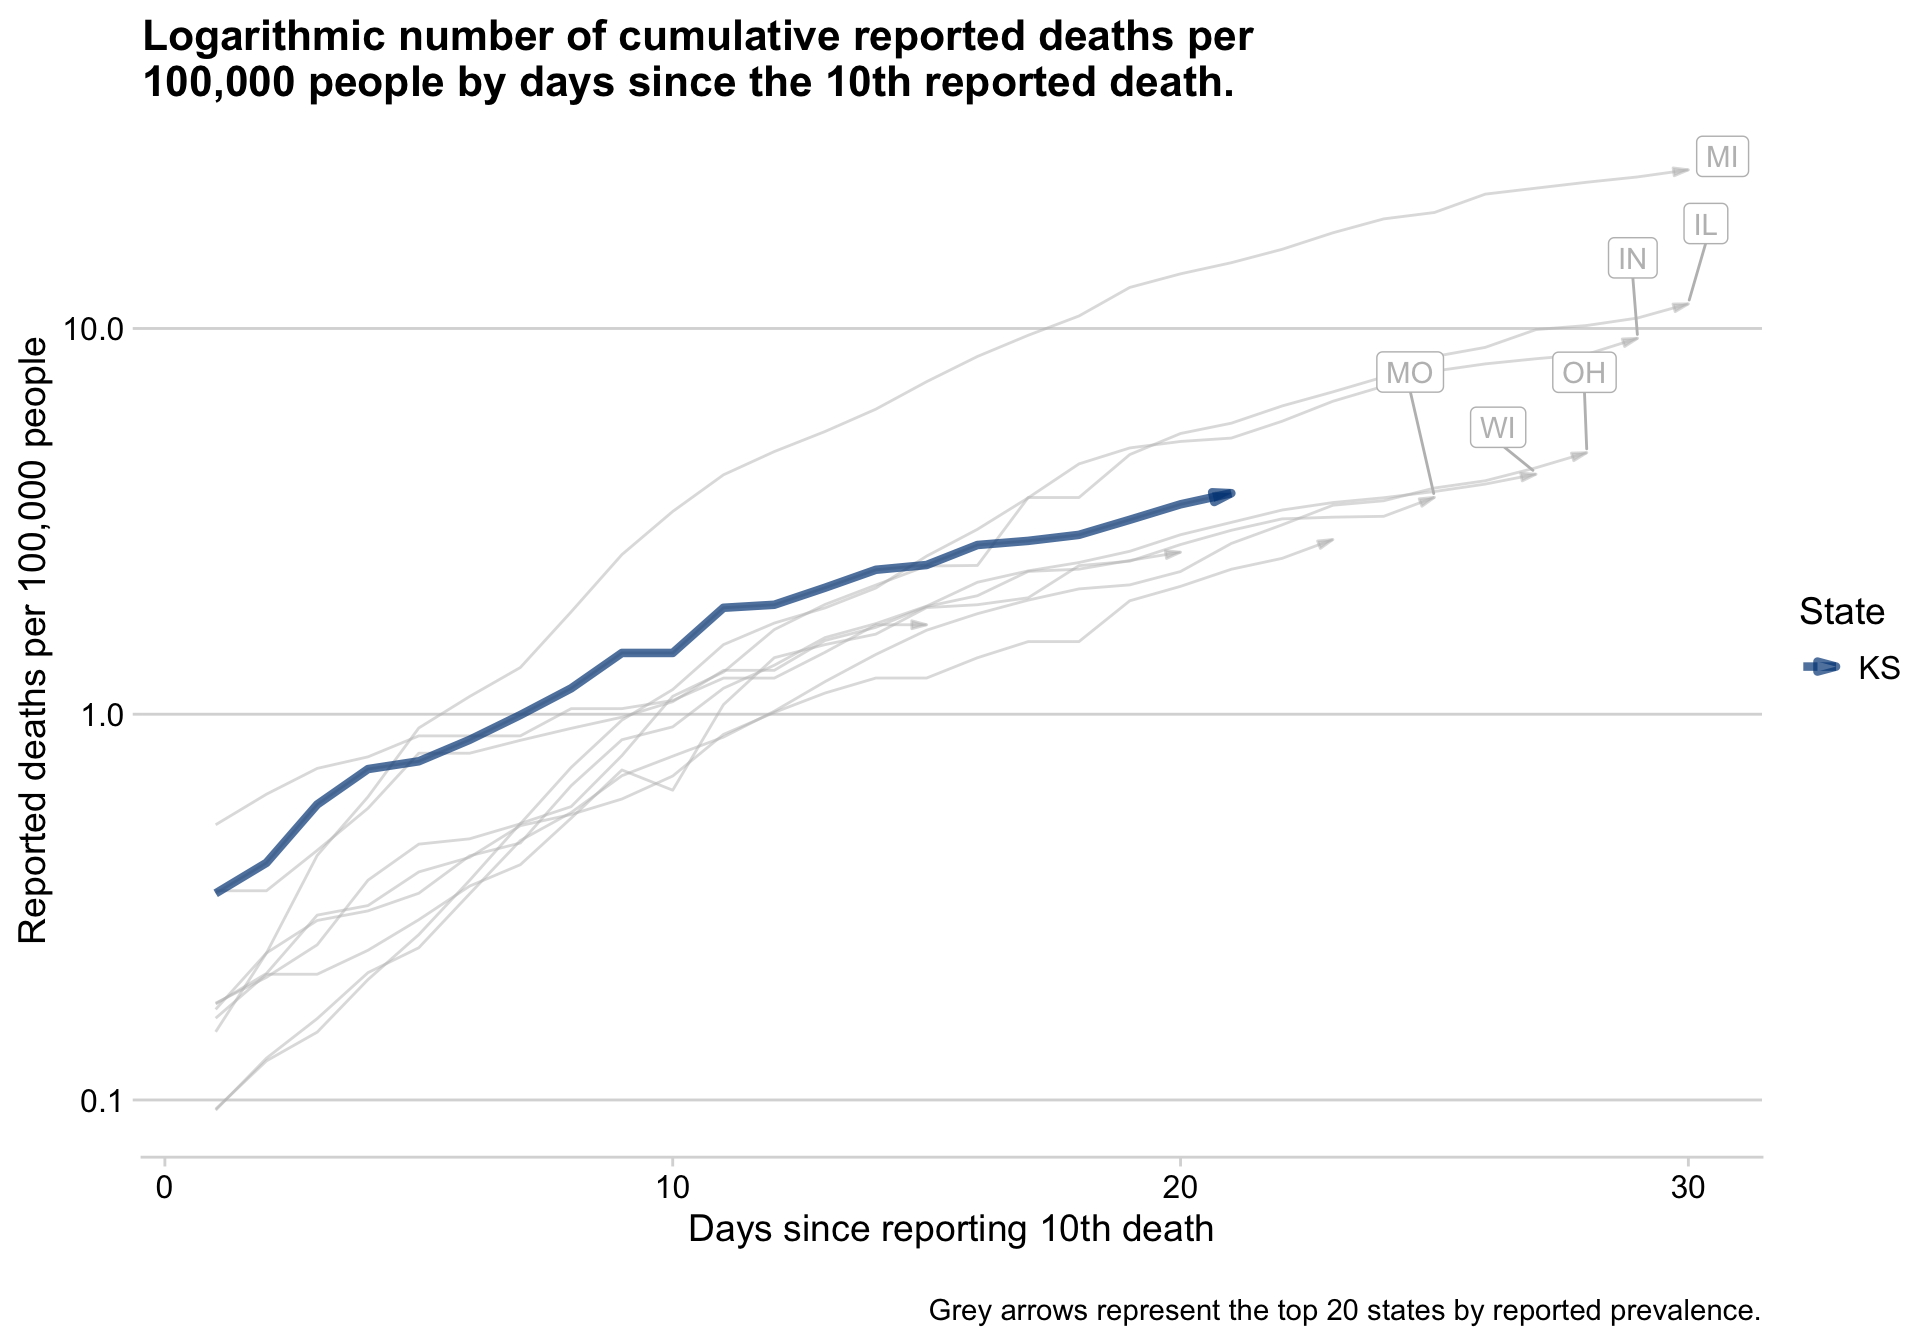 Logarithmic number of cumulative reported deaths per
100,000 people by days since the 10th reported death.
MI
IL
IN
10.0
MO
OH
WI
Reported deaths per 100,000 people
State
KS
1.0
0.1
0
10
20
30
Days since reporting 10th death
Grey arrows represent the top 20 states by reported prevalence.